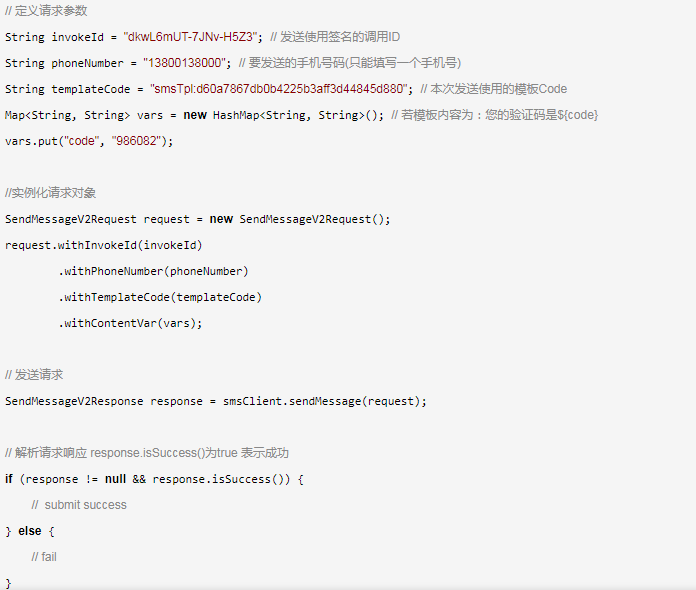 // 定义请求参数
String invokeId = "dkwL6mUT-7JNv-H5Z3"; // 发送使用签名的调用ID
String phoneNumber = "13800138000"; // 要发送的手机号码(只能填写一个手机号)
String templateCode = "smsTpl:d60a7867db0b4225b3aff3d44845d880"; // 本次发送使用的模板Code
Map<String, String> vars = new HashMap<String, String>(); // 若模板内容为：您的验证码是${code}
vars.put("code", "986082");
//实例化请求对象
SendMessageV2Request request = new SendMessageV2Request();
request.withInvokeId(invokeId)
.withPhoneNumber(phoneNumber)
.withTemplateCode(templateCode)
.withContentVar(vars);
// 发送请求
SendMessageV2Response response = smsClient.sendMessage(request);
// 解析请求响应 response.isSuccess()为true 表示成功
if (response != null && response.isSuccess()) {
// submit success
} else {
// fail
}